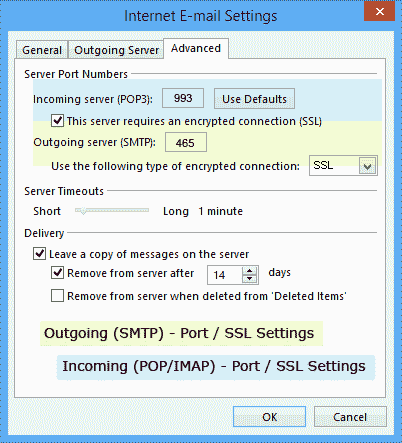 Internet E-mail Settings
General Outgoing Server Advanced
Server Port Numbers
Incoming server (POP3): 993 Use Defaults
This server requires an encrypted connection (SSL)
Outgoing server (SMTP): 465
Use the following type of encrypted connection: SSL
Server Timeouts
Short Long 1 minute
Delivery
Leave a copy of messages on the server
Remove from server after 14 days
Remove from server when deleted from 'Deleted Items'
Outgoing (SMTP) - Port / SSL Settings
Incoming (POP/IMAP) - Port / SSL Settings
OK Cancel